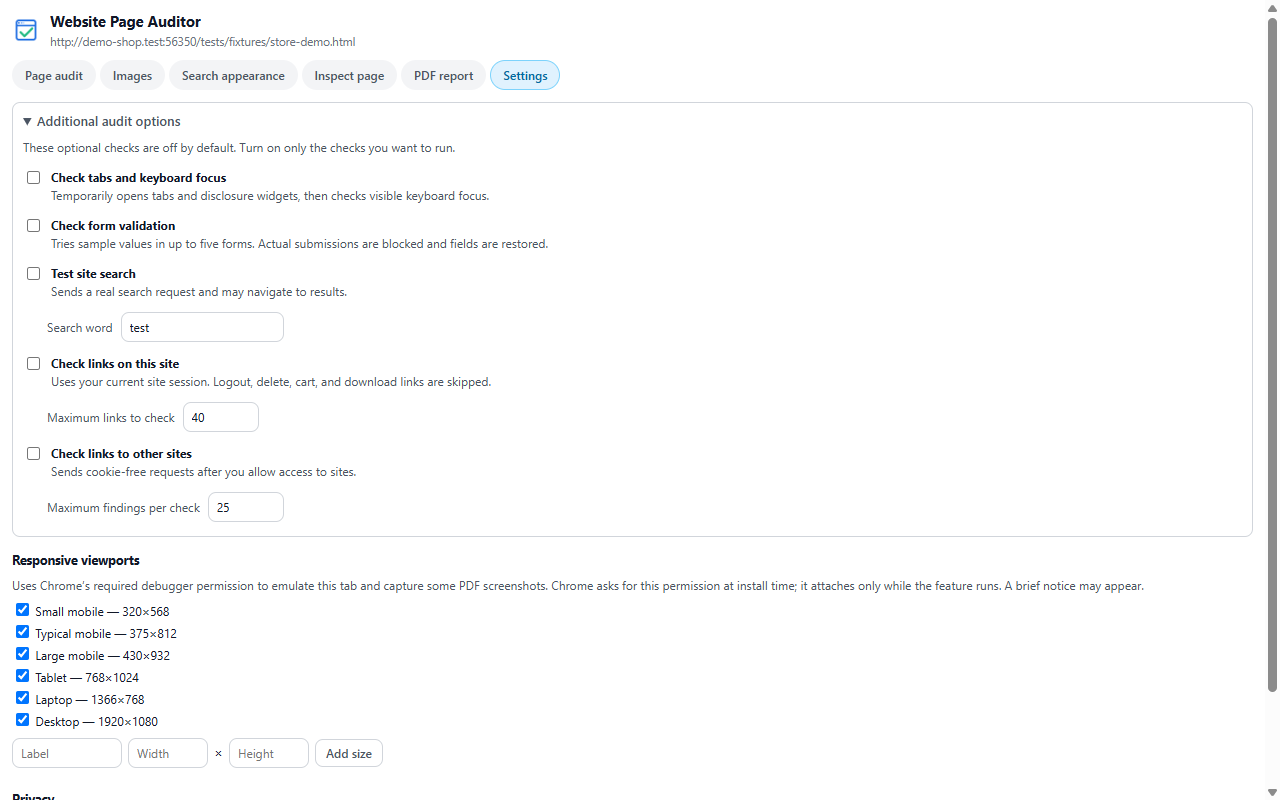 Website Page Auditor
http://demo-shop.test:56350/tests/fixtures/store-demo.html
Page audit Images Search appearance Inspect page PDF report Settings
▼ Additional audit options
These optional checks are off by default. Turn on only the checks you want to run.
Check tabs and keyboard focus
Temporarily opens tabs and disclosure widgets, then checks visible keyboard focus.
Check form validation
Tries sample values in up to five forms. Actual submissions are blocked and fields are restored.
Test site search
Sends a real search request and may navigate to results.
Search word test
Check links on this site
Uses your current site session. Logout, delete, cart, and download links are skipped.
Maximum links to check 40
Check links to other sites
Sends cookie-free requests after you allow access to sites.
Maximum findings per check 25
Responsive viewports
Uses Chrome's required debugger permission to emulate this tab and capture some PDF screenshots. Chrome asks for this permission at install time; it attaches only while the feature runs. A brief notice may appear.
Small mobile — 320×568
Typical mobile — 375×812
Large mobile — 430×932
Tablet — 768×1024
Laptop — 1366×768
Desktop — 1920×1080
Label Width × Height Add size
Privacy